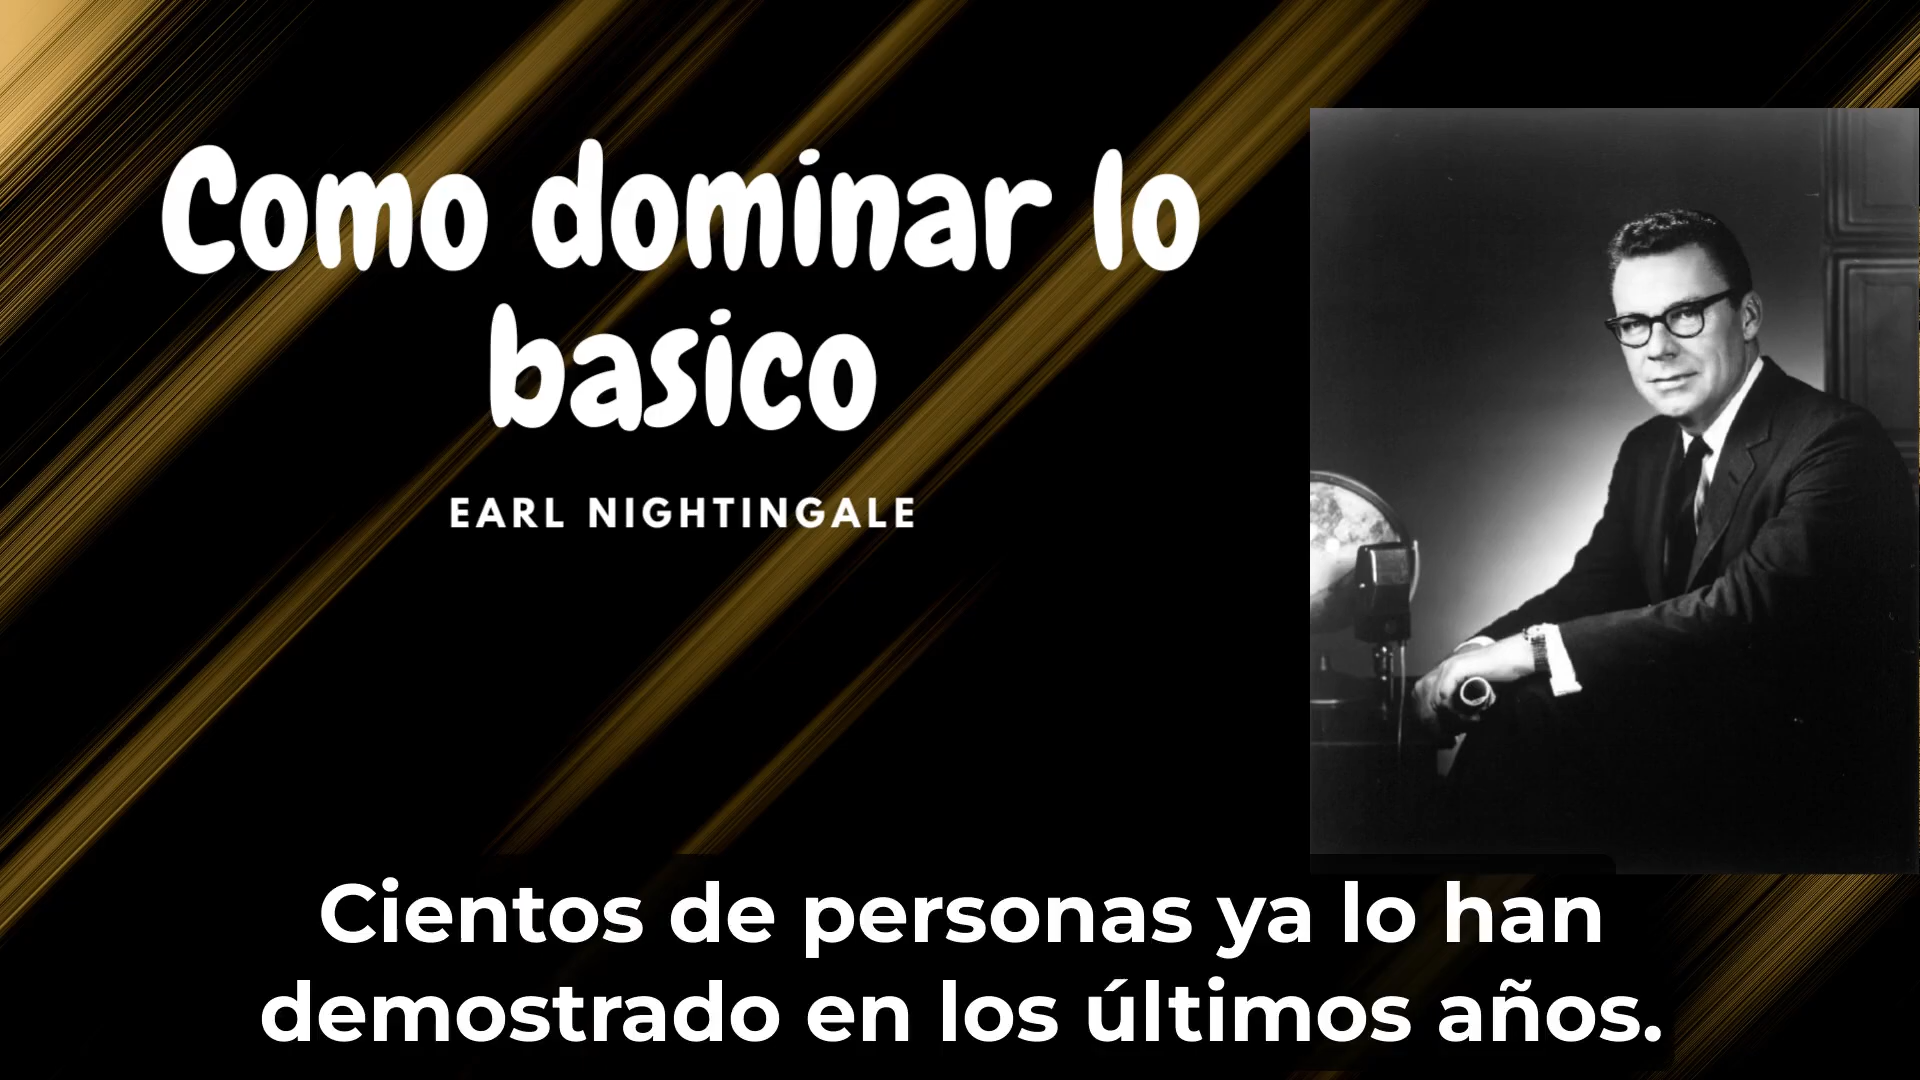 Como dominar lo
basico
EARL NIGHTINGALE
Cientos de personas ya lo han
demostrado en los últimos años.